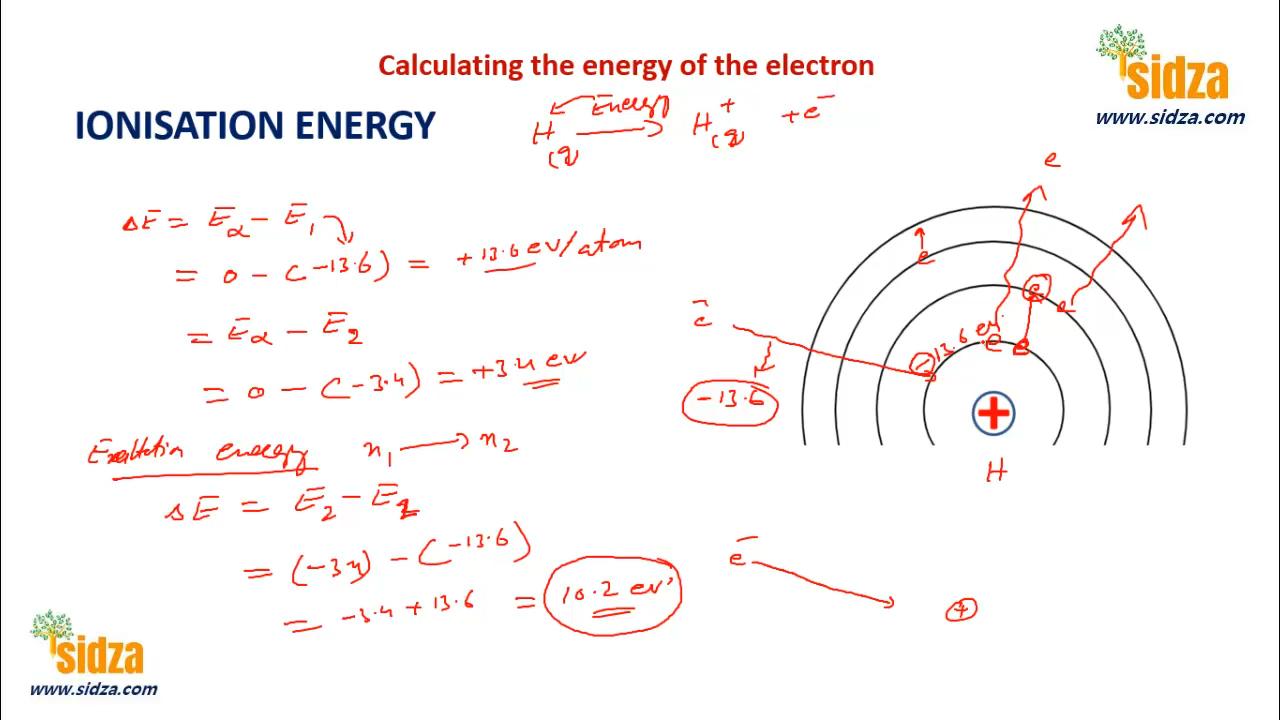 Calculating the energy of the electron
sidza
www.sidza.com
IONISATION ENERGY
Energy
H(g) → H⁺(g) + e⁻
e
ΔE = E∝ - E₁
= 0 - (-13.6) = +13.6 ev/atom
= E∝ - E₂
= 0 - (-3.4) = +3.4 ev
energy n₁ → n₂
ΔE = E₂ -
= (-3.4) - (-13.6)
= -3.4 + 13.6 = 10.2 ev
e
e
e
e
e
e⁻
-13.6 ev
-13.6
+
H
e⁻
+
sidza
www.sidza.com